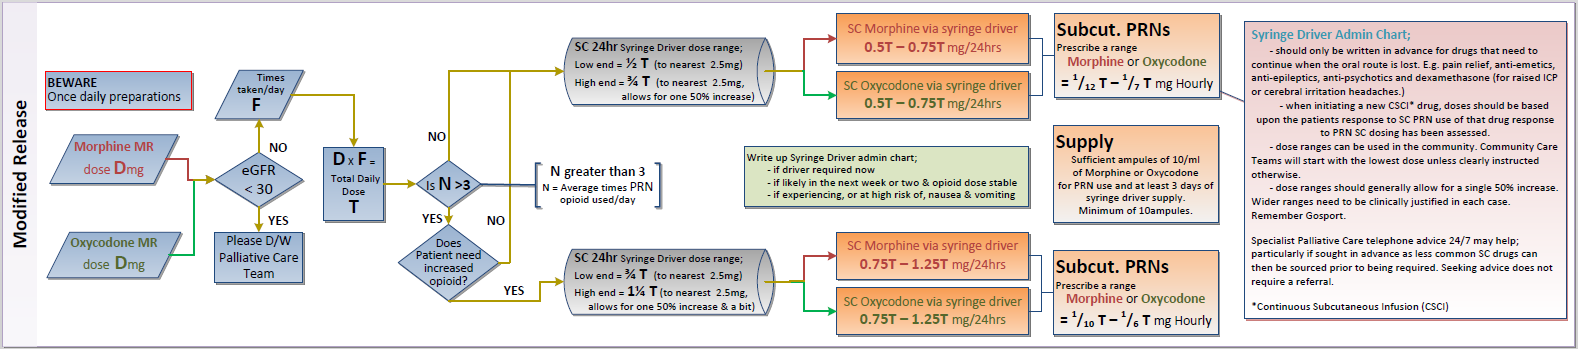 Modified Release
BEWARE
Once daily preparations
Morphine MR
dose Dmg
Oxycodone MR
dose Dmg
Times
taken/day
F
NO
eGFR
< 30
YES
Please D/W
Palliative Care
Team
D x F =
Total Daily
Dose
T
NO
Is N >3
YES
NO
N greater than 3
N = Average times PRN
opioid used/day
Does
Patient need
increased
opioid?
YES
SC 24hr Syringe Driver dose range;
Low end = ½ T (to nearest 2.5mg)
High end = ¾ T (to nearest 2.5mg,
allows for one 50% increase)
SC 24hr Syringe Driver dose range;
Low end = ¾ T (to nearest 2.5mg)
High end = 1¼ T (to nearest 2.5mg,
allows for one 50% increase & a bit)
SC Morphine via syringe driver
0.5T – 0.75T mg/24hrs
SC Oxycodone via syringe driver
0.5T – 0.75T mg/24hrs
Write up Syringe Driver admin chart;
- if driver required now
- if likely in the next week or two & opioid dose stable
- if experiencing, or at high risk of, nausea & vomiting
SC Morphine via syringe driver
0.75T – 1.25T mg/24hrs
SC Oxycodone via syringe driver
0.75T – 1.25T mg/24hrs
Subcut. PRNs
Prescribe a range
Morphine or Oxycodone
= 1/12 T – 1/7 T mg Hourly
Supply
Sufficient ampules of 10/ml
of Morphine or Oxycodone
for PRN use and at least 3 days of
syringe driver supply.
Minimum of 10ampules.
Subcut. PRNs
Prescribe a range
Morphine or Oxycodone
= 1/10 T – 1/6 T mg Hourly
Syringe Driver Admin Chart;
- should only be written in advance for drugs that need to
continue when the oral route is lost. E.g. pain relief, anti-emetics,
anti-epileptics, anti-psychotics and dexamethasone (for raised ICP
or cerebral irritation headaches.)
- when initiating a new CSCI* drug, doses should be based
upon the patients response to SC PRN use of that drug response
to PRN SC dosing has been assessed.
- dose ranges can be used in the community. Community Care
Teams will start with the lowest dose unless clearly instructed
otherwise.
- dose ranges should generally allow for a single 50% increase.
Wider ranges need to be clinically justified in each case.
Remember Gosport.
Specialist Palliative Care telephone advice 24/7 may help;
particularly if sought in advance as less common SC drugs can
then be sourced prior to being required. Seeking advice does not
require a referral.
*Continuous Subcutaneous Infusion (CSCI)